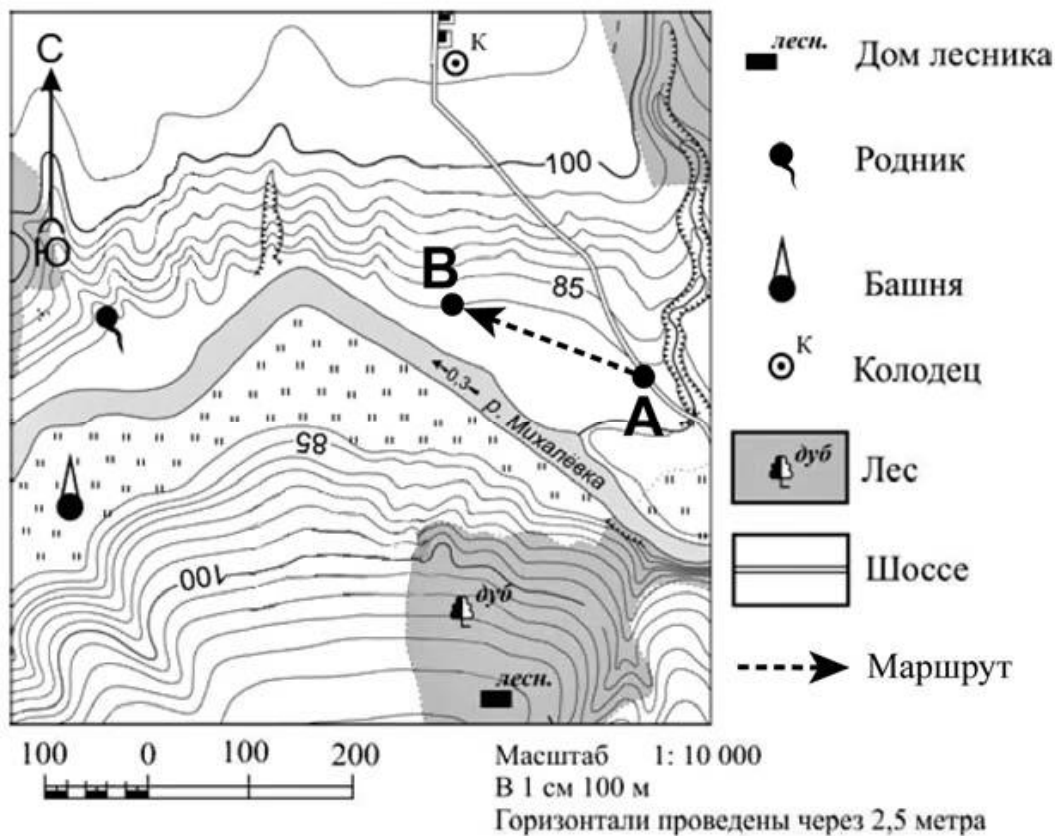 С
Ю
К
100
85
В
А
0,3
р. Михалёвка
85
100
дуб
лесн.
лесн.
Дом лесника
Родник
Башня
К
Колодец
дуб
Лес
Шоссе
Маршрут
100 0 100 200
Масштаб 1: 10 000
В 1 см 100 м
Горизонтали проведены через 2,5 метра